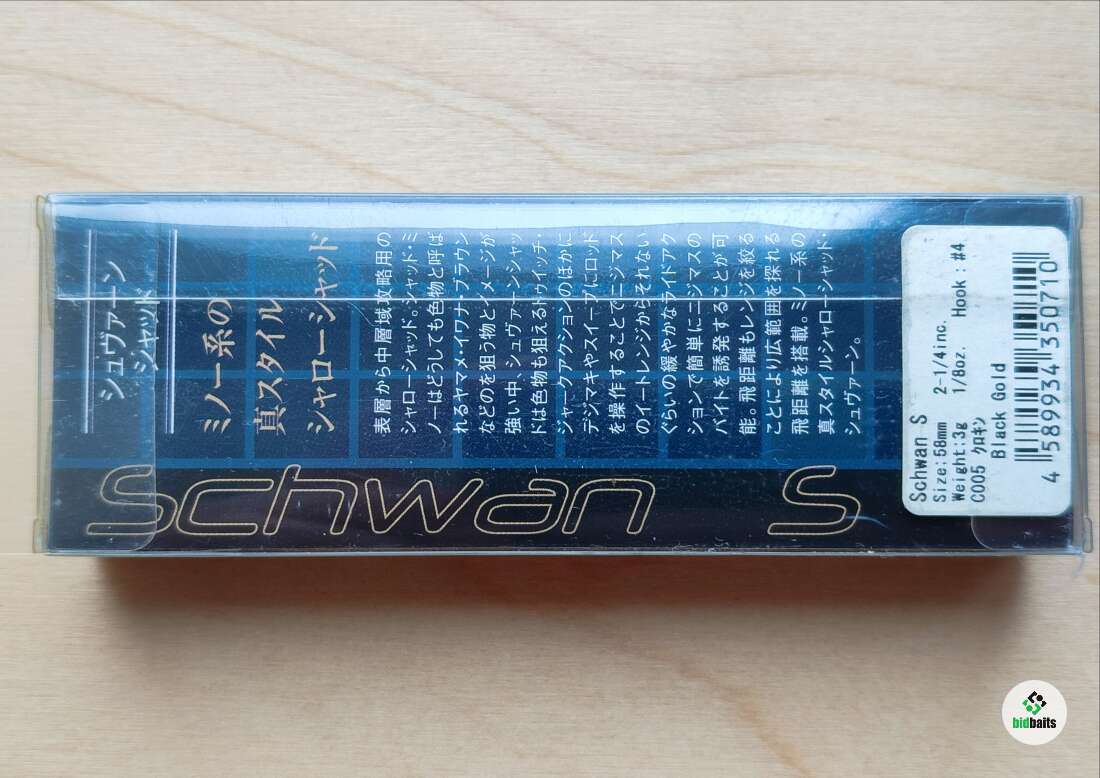 シュヴァーン
シャッド
ミノー系の
真スタイル
シャローシャッド
表層から中層域攻略用の
シャローシャッド。シャッド・ミ
ノーはどうしても色物と呼ば
れるヤマメ・イワナ・ブラウン
などのを狙う物とイメージが
強い中、シュヴァーン・シャッ
ドは色物も狙えるトゥイッチ・
ジャークアクションのほかに
デジマキやスイープにロッド
を操作することでニジマス
のイートレンジからそれない
ぐらいの緩やかなライドアク
ションで簡単にニジマスの
バイトを誘発することが可
能。飛距離もレンジを絞る
ことにより広範囲を探れる
飛距離を搭載。ミノー系の
真スタイルシャローシャッド・
シュヴァーン。
Schwan S
Schwan S
Size:58mm 2-1/4inc.
Weight:3g 1/8oz. Hook:#4
C005 クロキン
Black Gold
4 589934 350710
bidbaits